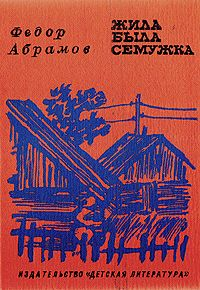 Федор
Абрамов
ЖИЛА
БЫЛА
СЕМУЖКА
ИЗДАТЕЛЬСТВО «ДЕТСКАЯ ЛИТЕРАТУРА»